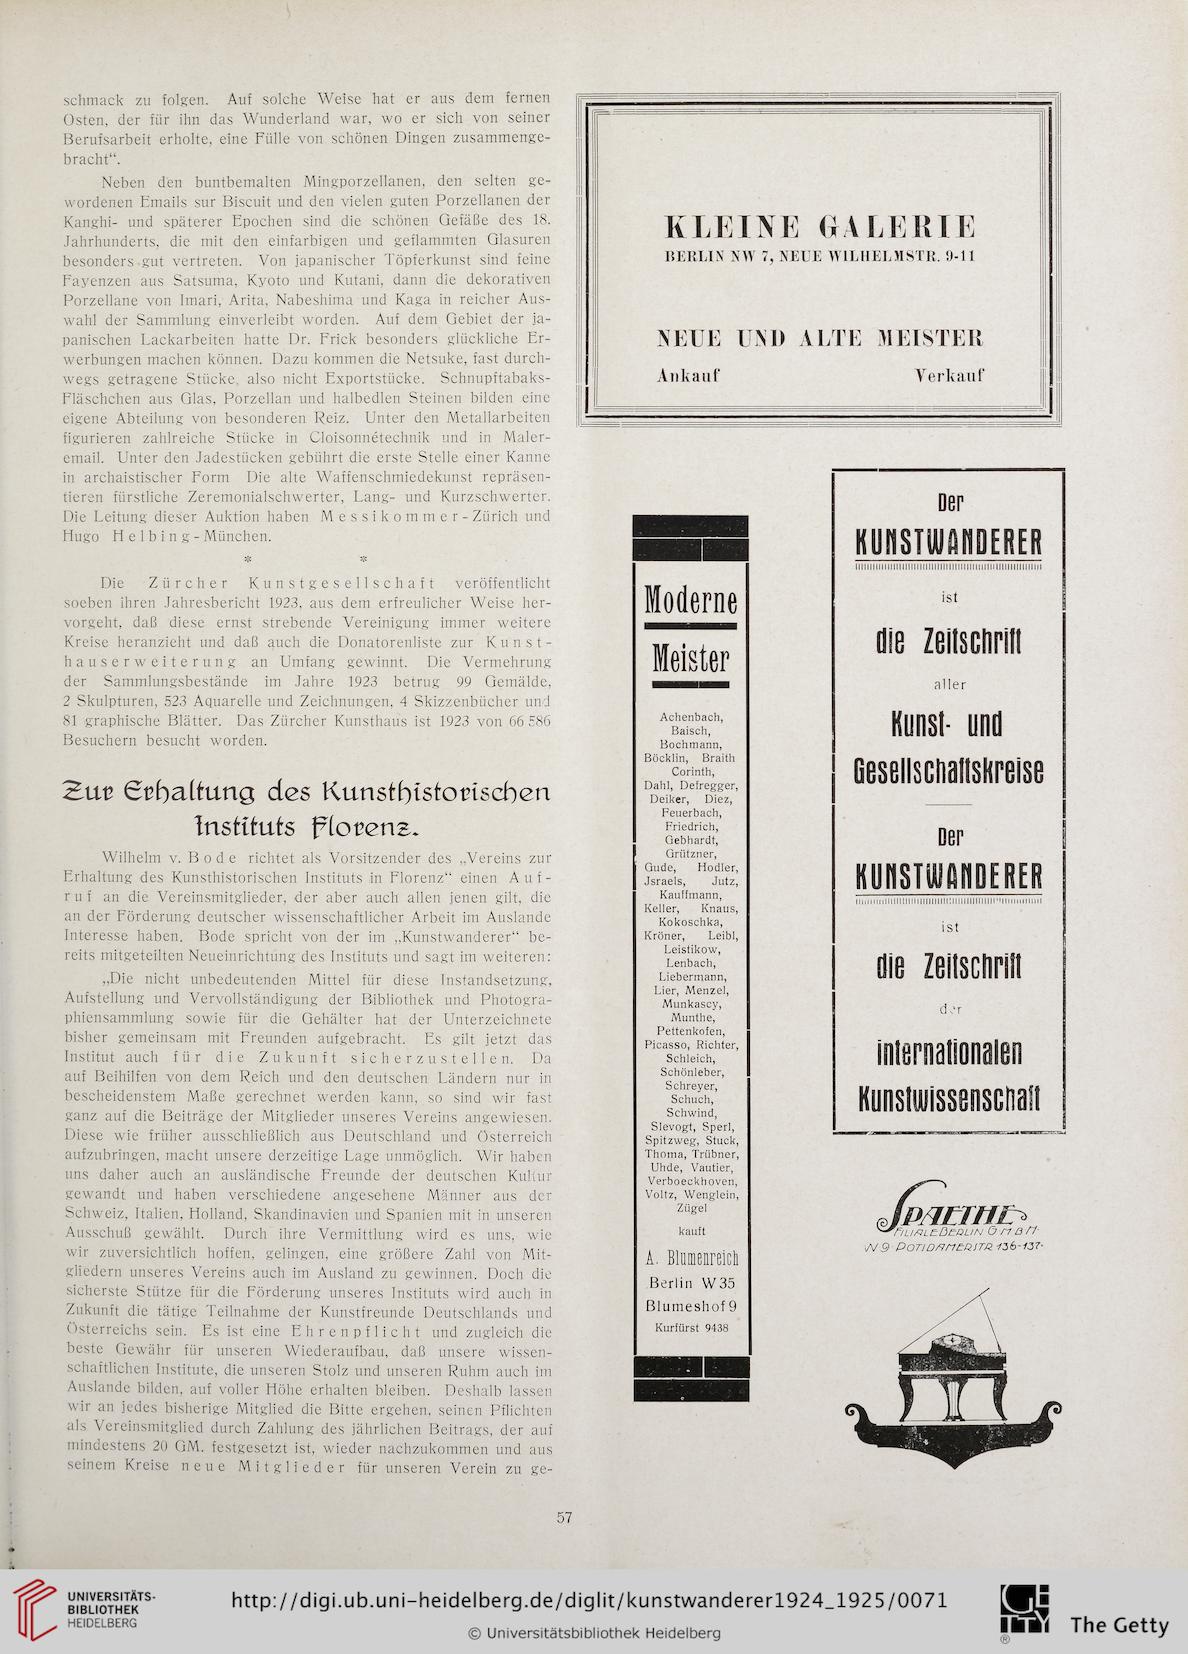 schmack zu folgen. Auf solche Weise hat er aus dem fernen
Osten, der für ihn das Wunderland war, wo er sich von seiner
Berufsarbeit erholte, eine Fülle von schönen Dingen zusammenge-
bracht“.
Neben den buntbemalten Mingporzellanen, den selten ge-
wordenen Emails sur Biscuit und den vielen guten Porzellanen der
Kanghi- und späterer Epochen sind die schönen Gefäße des 18.
Jahrhunderts, die mit den einfarbigen und geflammten Glasuren
besonders gut vertreten. Von japanischer Töpferkunst sind feine
Fayenzen aus Satsuma, Kyoto und Kutani, dann die dekorativen
Porzellane von Imari, Arita, Nabeshima und Kaga in reicher Aus-
wahl der Sammlung einverleibt worden. Auf dem Gebiet der ja-
panischen Lackarbeiten hatte Dr. Frick besonders glückliche Er-
werbungen machen können. Dazu kommen die Netsuke, fast durch-
wegs getragene Stücke, also nicht Exportstücke. Schnupftabaks-
Fläschchen aus Glas, Porzellan und halbedlen Steinen bilden eine
eigene Abteilung von besonderen Reiz. Unter den Metallarbeiten
figurieren zahlreiche Stücke in Cloisonnétechnik und in Maler-
email. Unter den Jadestücken gebührt die erste Stelle einer Kanne
in archaistischer Form Die alte Waffenschmiedekunst repräsen-
tieren fürstliche Zeremonialschwerter, Lang- und Kurzschwerter.
Die Leitung dieser Auktion haben Messikommer-Zürich und
Hugo Helbing-München.
* *
Die Zürcher Kunstgesellschaft veröffentlicht
soeben ihren Jahresbericht 1923, aus dem erfreulicher Weise her-
vorgeht, daß diese ernst strebende Vereinigung immer weitere
Kreise heranzieht und daß auch die Donatorenliste zur Kunst-
hauserweiterung an Umfang gewinnt. Die Vermehrung
der Sammlungsbestände im Jahre 1923 betrug 99 Gemälde,
2 Skulpturen, 523 Aquarelle und Zeichnungen, 4 Skizzenbücher und
81 graphische Blätter. Das Zürcher Kunsthaus ist 1923 von 66 586
Besuchern besucht worden.
Zur Erhaltung des Kunsthistorischen
Instituts Florenz.
Wilhelm v. Bode richtet als Vorsitzender des „Vereins zur
Erhaltung des Kunsthistorischen Instituts in Florenz“ einen Auf-
ruf an die Vereinsmitglieder, der aber auch allen jenen gilt, die
an der Förderung deutscher wissenschaftlicher Arbeit im Auslande
Interesse haben. Bode spricht von der im „Kunstwanderer“ be-
reits mitgeteilten Neueinrichtung des Instituts und sagt im weiteren:
„Die nicht unbedeutenden Mittel für diese Instandsetzung,
Aufstellung und Vervollständigung der Bibliothek und Photogra-
phiensammlung sowie für die Gehälter hat der Unterzeichnete
bisher gemeinsam mit Freunden aufgebracht. Es gilt jetzt das
Institut auch für die Zukunft sicherzustellen. Da
auf Beihilfen von dem Reich und den deutschen Ländern nur in
bescheidenstem Maße gerechnet werden kann, so sind wir fast
ganz auf die Beiträge der Mitglieder unseres Vereins angewiesen.
Diese wie früher ausschließlich aus Deutschland und Österreich
aufzubringen, macht unsere derzeitige Lage unmöglich. Wir haben
uns daher auch an ausländische Freunde der deutschen Kultur
gewandt und haben verschiedene angesehene Männer aus der
Schweiz, Italien, Holland, Skandinavien und Spanien mit in unseren
Ausschuß gewählt. Durch ihre Vermittlung wird es uns, wie
wir zuversichtlich hoffen, gelingen, eine größere Zahl von Mit-
gliedern unseres Vereins auch im Ausland zu gewinnen. Doch die
sicherste Stütze für die Förderung unseres Instituts wird auch in
Zukunft die tätige Teilnahme der Kunstfreunde Deutschlands und
Österreichs sein. Es ist eine Ehrenpflicht und zugleich die
beste Gewähr für unseren Wiederaufbau, daß unsere wissen-
schaftlichen Institute, die unseren Stolz und unseren Ruhm auch im
Auslande bilden, auf voller Höhe erhalten bleiben. Deshalb lassen
wir an jedes bisherige Mitglied die Bitte ergehen, seinen Pflichten
als Vereinsmitglied durch Zahlung des jährlichen Beitrags, der auf
mindestens 20 GM. festgesetzt ist, wieder nachzukommen und aus
seinem Kreise neue Mitglieder für unseren Verein zu ge-
KLEINE GALERIE
BERLIN NW 7, NEUE WILHELMSTR. 9-11
NEUE UND ALTE MEISTER
Ankauf Verkauf
Moderne
Meister
Achenbach,
Baisch,
Bochmann,
Böcklin, Braith
Corinth,
Dahl, Defregger,
Deiker, Diez,
Feuerbach,
Friedrich,
Gebhardt,
Grützner,
Gude, Hodler,
Jsraels, Jutz,
Kauffmann,
Keller, Knaus,
Kokoschka,
Kröner, Leibl,
Leistikow,
Lenbach,
Liebermann,
Lier, Menzel,
Munkascy,
Munthe,
Pettenkofen,
Picasso, Richter,
Schleich,
Schönleber,
Schreyer,
Schuch,
Schwind,
Slevogt, Sperl,
Spitzweg, Stuck,
Thoma, Trübner,
Uhde, Vautier,
Verboeckhoven,
Voltz, Wenglein,
Zügel
kauft
A. Blumenreich
Berlin W 35
Blumeshof 9
Kurfürst 9438
Der
KUNSTWANDERER
ist
die Zeitschrift
aller
Kunst- und
Gesellschaftskreise
Der
KUNSTWANDERER
ist
die Zeitschrift
der
internationalen
Kunstwissenschaft
SPAETHE
FILIALE BERLIN G M B H
W 9 POTSDAMERSTR. 136-137
57
UNIVERSITÄTS-
BIBLIOTHEK
HEIDELBERG
http://digi.ub.uni-heidelberg.de/diglit/kunstwanderer1924_1925/0071
© Universitätsbibliothek Heidelberg
GETTY
®
The Getty